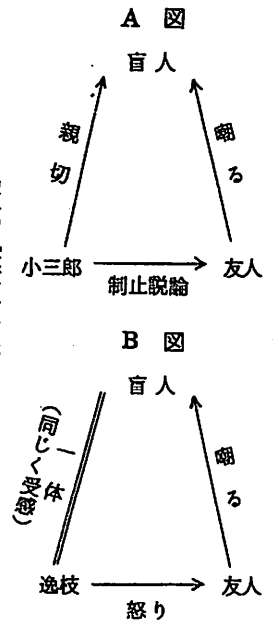 A 図
盲人
親切
嘲る
小三郎
制止説論
友人
B 図
盲人
一体
（同じく受感）
嘲る
逸枝
怒り
友人